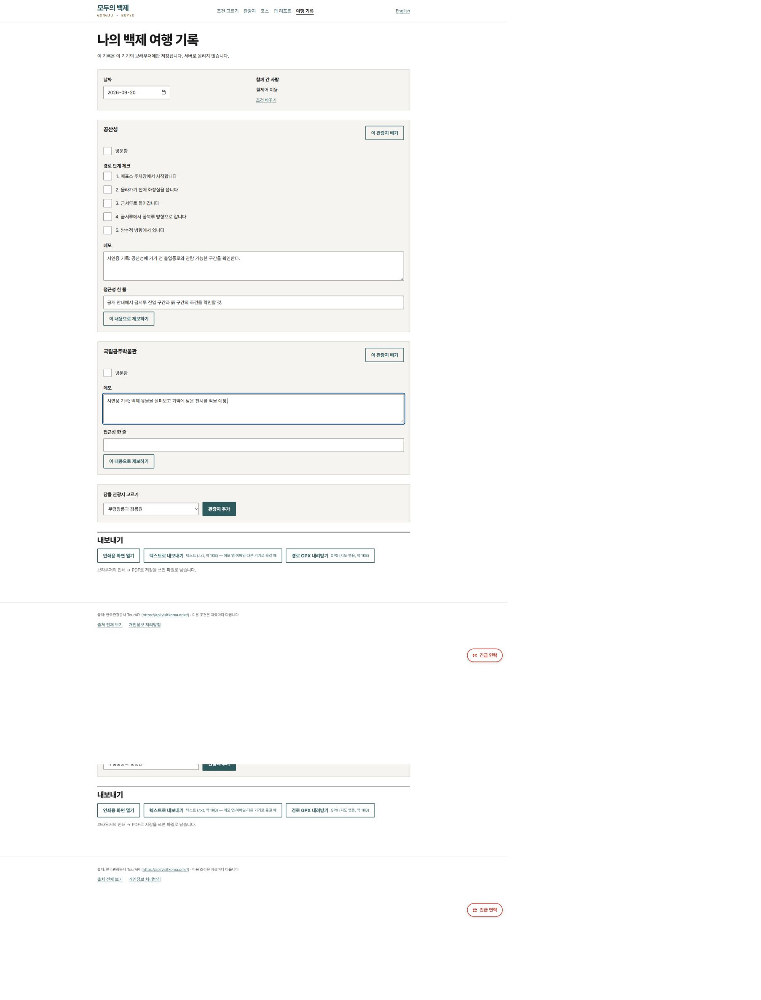 모두의 백제
GONGJU · BUYEO
조건 고르기 관광지 코스 갭 리포트 여행 기록
English
나의 백제 여행 기록
이 기록은 이 기기의 브라우저에만 저장됩니다. 서버로 올리지 않습니다.
날짜
2026-09-20
함께 간 사람
휠체어 이용
조건 바꾸기
공산성
이 관광지 빼기
방문함
경로 단계 체크
1. 매표소 주차장에서 시작합니다
2. 올라가기 전에 화장실을 씁니다
3. 금서루로 들어갑니다
4. 금서루에서 공북루 방향으로 갑니다
5. 쌍수정 방향에서 쉽니다
메모
시연용 기록: 공산성에 가기 전 출입통로와 관람 가능한 구간을 확인한다.
접근성 한 줄
공개 안내에서 금서루 진입 구간과 흙 구간의 조건을 확인할 것.
이 내용으로 제보하기
국립공주박물관
이 관광지 빼기
방문함
메모
시연용 기록: 백제 유물을 살펴보고 기억에 남은 전시를 적을 예정.
접근성 한 줄
이 내용으로 제보하기
담을 관광지 고르기
무령왕릉과 왕릉원
관광지 추가
내보내기
인쇄용 화면 열기
텍스트로 내보내기 텍스트 (.txt, 약 1KB) — 메모 앱·이메일·다른 기기로 옮길 때
경로 GPX 내려받기 GPX (지도 앱용, 약 1KB)
브라우저의 인쇄 → PDF로 저장을 쓰면 파일로 남습니다.
출처: 한국관광공사 TourAPI (https://api.visitkorea.or.kr/) · 이용 조건은 자료마다 다릅니다
출처 전체 보기 개인정보 처리방침
☎ 긴급 연락
내보내기
인쇄용 화면 열기
텍스트로 내보내기 텍스트 (.txt, 약 1KB) — 메모 앱·이메일·다른 기기로 옮길 때
경로 GPX 내려받기 GPX (지도 앱용, 약 1KB)
브라우저의 인쇄 → PDF로 저장을 쓰면 파일로 남습니다.
출처: 한국관광공사 TourAPI (https://api.visitkorea.or.kr/) · 이용 조건은 자료마다 다릅니다
출처 전체 보기 개인정보 처리방침
☎ 긴급 연락